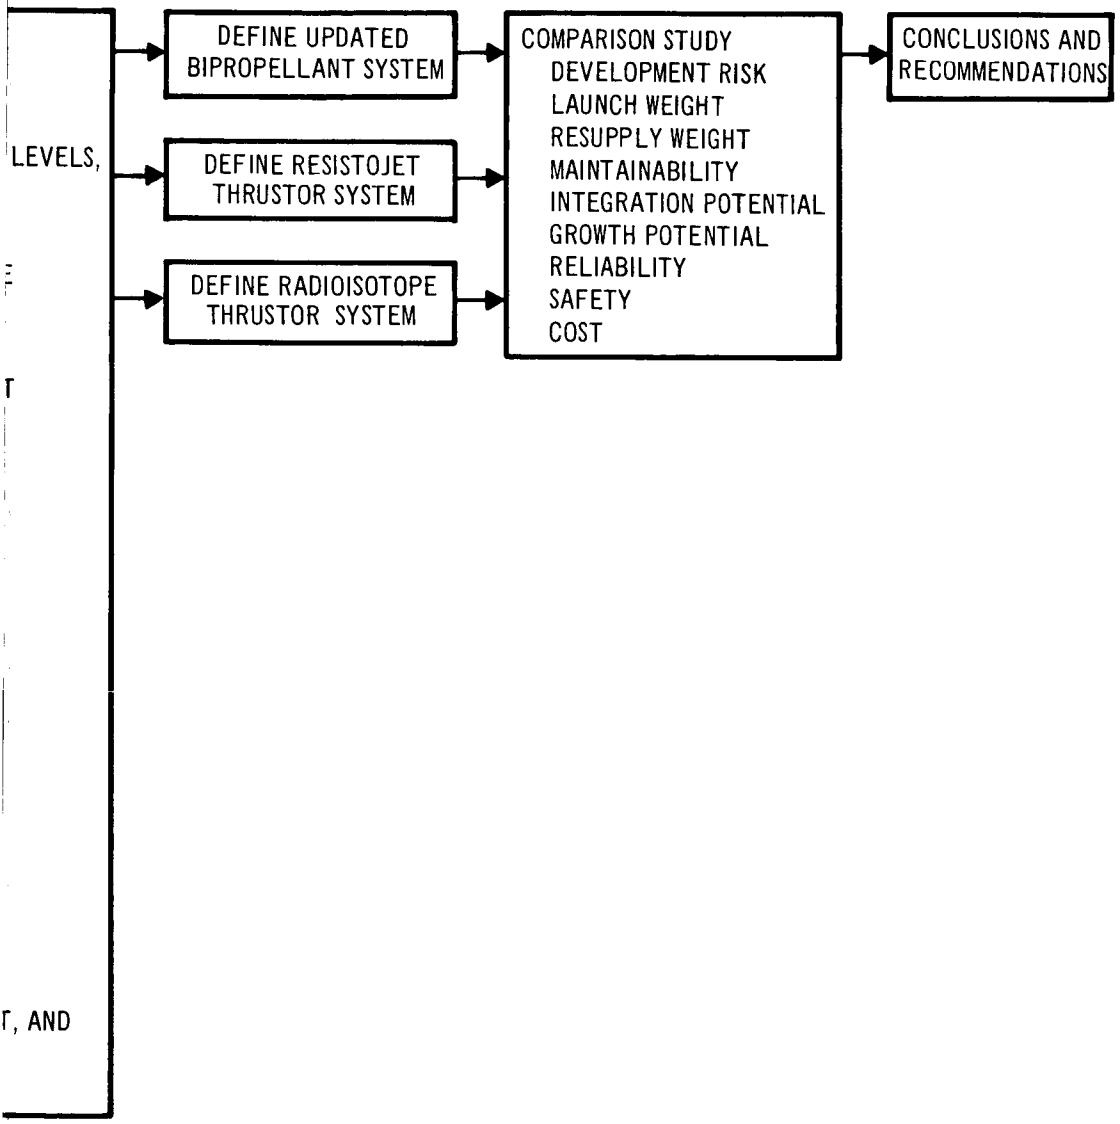 LEVELS,
T
T, AND
DEFINE UPDATED
BIPROPELLANT SYSTEM
DEFINE RESISTOJET
THRUSTOR SYSTEM
DEFINE RADIOISOTOPE
THRUSTOR SYSTEM
COMPARISON STUDY
DEVELOPMENT RISK
LAUNCH WEIGHT
RESUPPLY WEIGHT
MAINTAINABILITY
INTEGRATION POTENTIAL
GROWTH POTENTIAL
RELIABILITY
SAFETY
COST
CONCLUSIONS AND
RECOMMENDATIONS